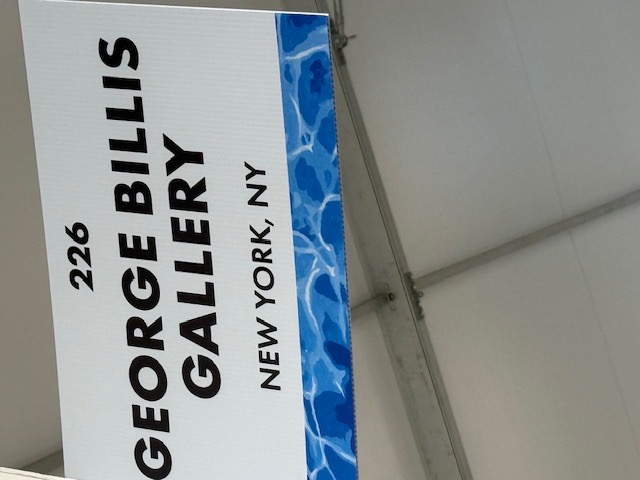 226
GEORGE BILLIS
GALLERY
NEW YORK, NY